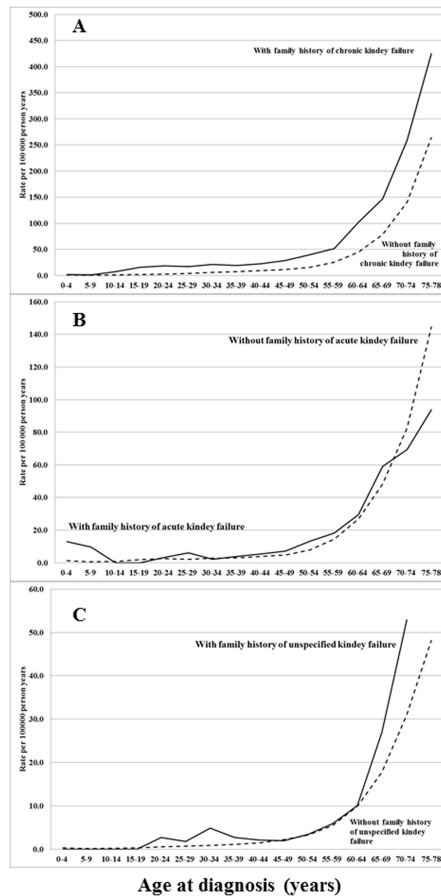 A
500.0
450.0
400.0
350.0
300.0
250.0
200.0
150.0
100.0
50.0
0.0
Rate per 100 000 person years
With family history of chronic kindey failure
Without family
history of
chronic kindey failure
0-4 5-9 10-14 15-19 20-24 25-29 30-34 35-39 40-44 45-49 50-54 55-59 60-64 65-69 70-74 75-78
B
160.0
140.0
120.0
100.0
80.0
60.0
40.0
20.0
0.0
Rate per 100 000 person years
Without family history of acute kindey failure
With family history of acute kindey failure
0-4 5-9 10-14 15-19 20-24 25-29 30-34 35-39 40-44 45-49 50-54 55-59 60-64 65-69 70-74 75-78
C
60.0
50.0
40.0
30.0
20.0
10.0
0.0
Rate per 100000 person years
With family history of unspecified kindey failure
Without family history
of unspecified kindey
failure
0-4 5-9 10-14 15-19 20-24 25-29 30-34 35-39 40-44 45-49 50-54 55-59 60-64 65-69 70-74 75-78
Age at diagnosis (years)